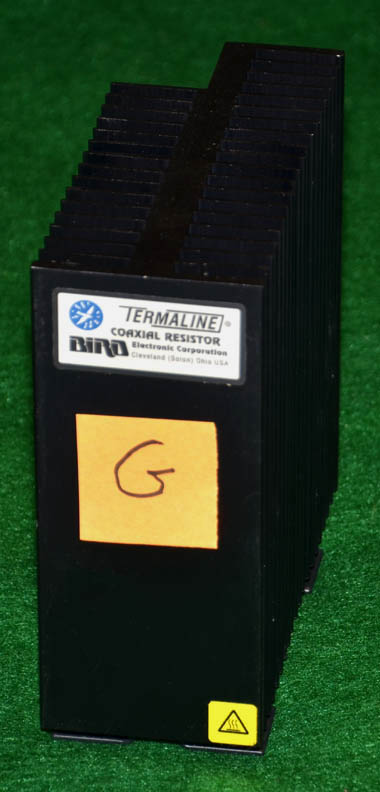 TERMALINE®
COAXIAL RESISTOR
BIRD Electronic Corporation
Cleveland (Solon) Ohio USA
G